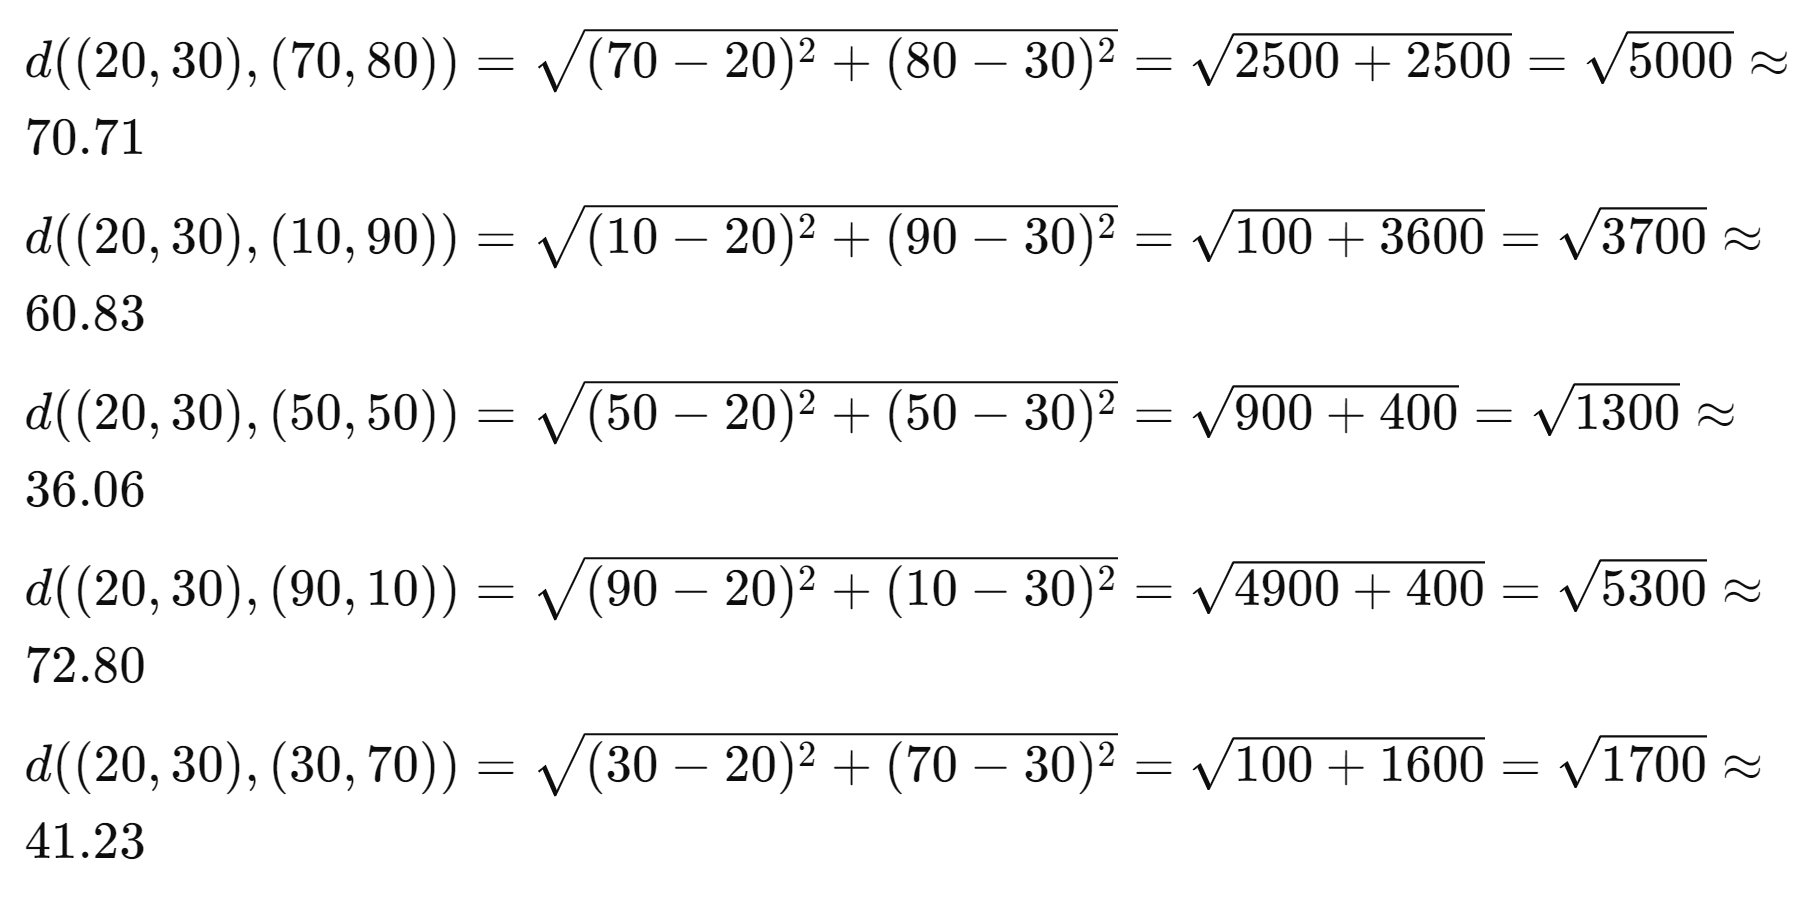 d((20, 30), (70, 80)) = √(70 − 20)² + (80 − 30)² = √2500 + 2500 = √5000 ≈
70.71
d((20, 30), (10, 90)) = √(10 − 20)² + (90 − 30)² = √100 + 3600 = √3700 ≈
60.83
d((20, 30), (50, 50)) = √(50 − 20)² + (50 − 30)² = √900 + 400 = √1300 ≈
36.06
d((20, 30), (90, 10)) = √(90 − 20)² + (10 − 30)² = √4900 + 400 = √5300 ≈
72.80
d((20, 30), (30, 70)) = √(30 − 20)² + (70 − 30)² = √100 + 1600 = √1700 ≈
41.23